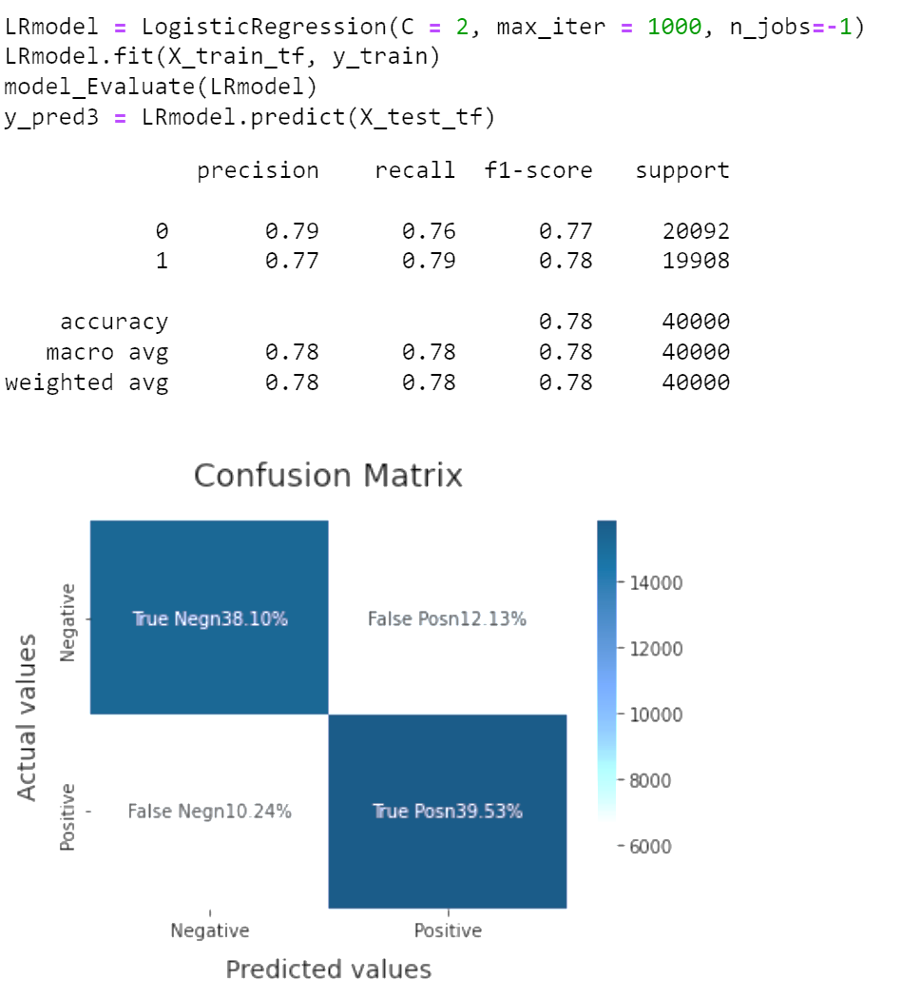 LRmodel = LogisticRegression(C = 2, max_iter = 1000, n_jobs=-1)
LRmodel.fit(X_train_tf, y_train)
model_Evaluate(LRmodel)
y_pred3 = LRmodel.predict(X_test_tf)
precision recall f1-score support
0 0.79 0.76 0.77 20092
1 0.77 0.79 0.78 19908
accuracy 0.78 40000
macro avg 0.78 0.78 0.78 40000
weighted avg 0.78 0.78 0.78 40000
Confusion Matrix
Actual values
Negative
True Negn38.10%
False Posn12.13%
Positive
False Negn10.24%
True Posn39.53%
Negative
Positive
Predicted values
14000
12000
10000
8000
6000